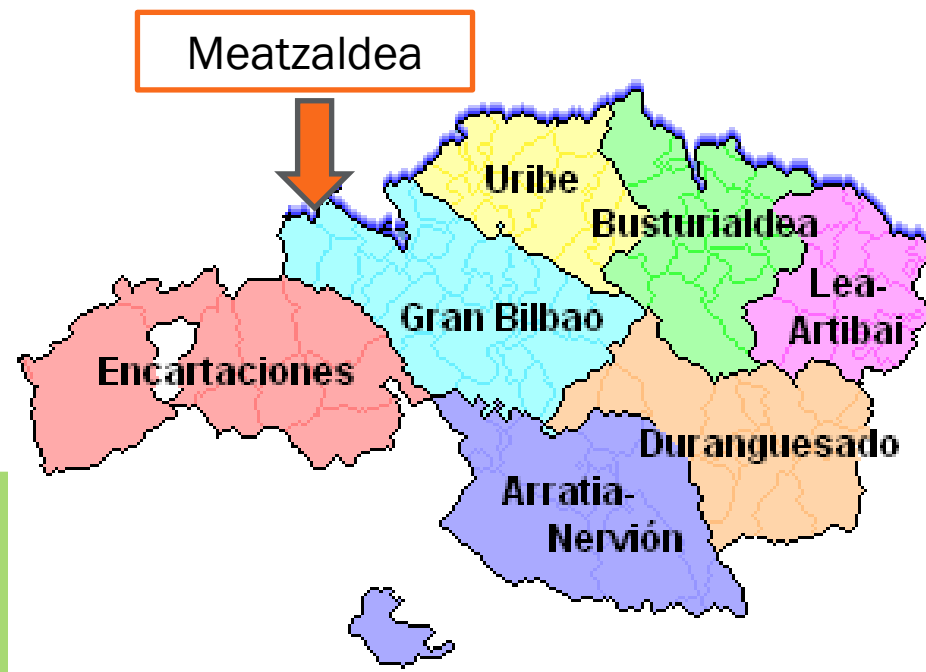 Meatzaldea
Uribe
Busturialdea
Lea-
Artibai
Gran Bilbao
Encartaciones
Duranguesado
Arratia-
Nervión